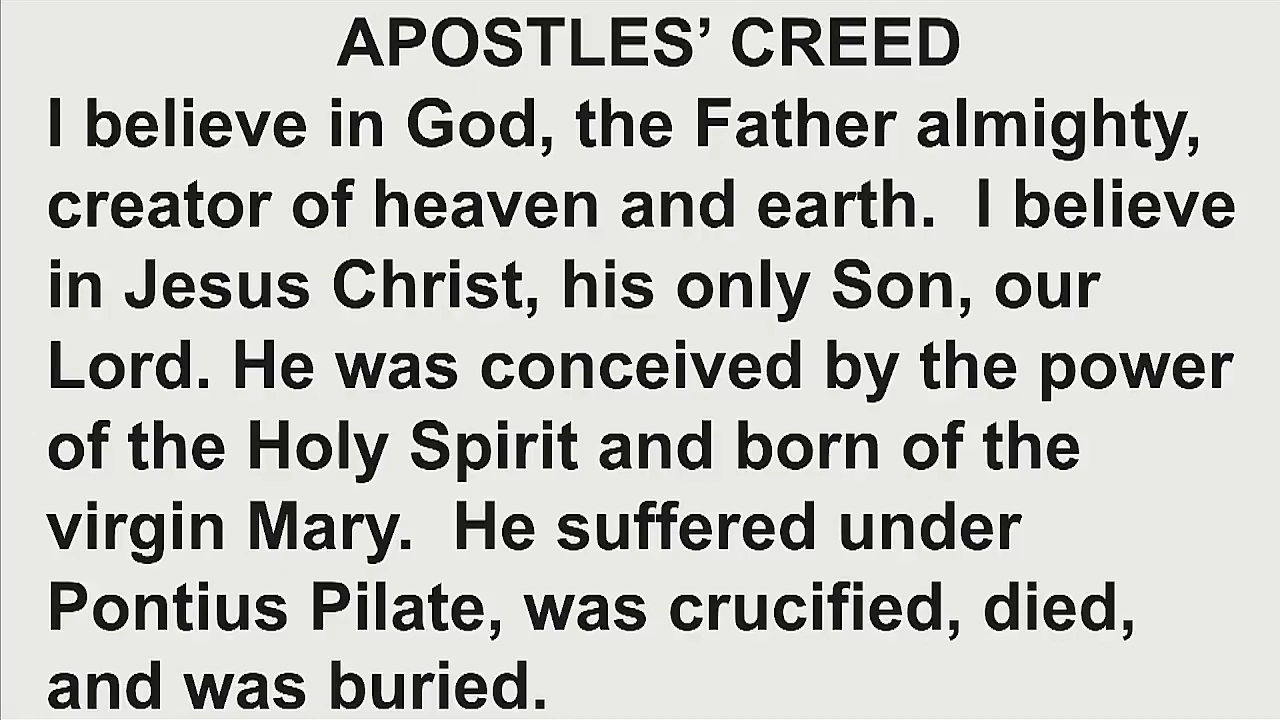 APOSTLES’ CREED
I believe in God, the Father almighty,
creator of heaven and earth.  I believe
in Jesus Christ, his only Son, our
Lord. He was conceived by the power
of the Holy Spirit and born of the
virgin Mary.  He suffered under
Pontius Pilate, was crucified, died,
and was buried.